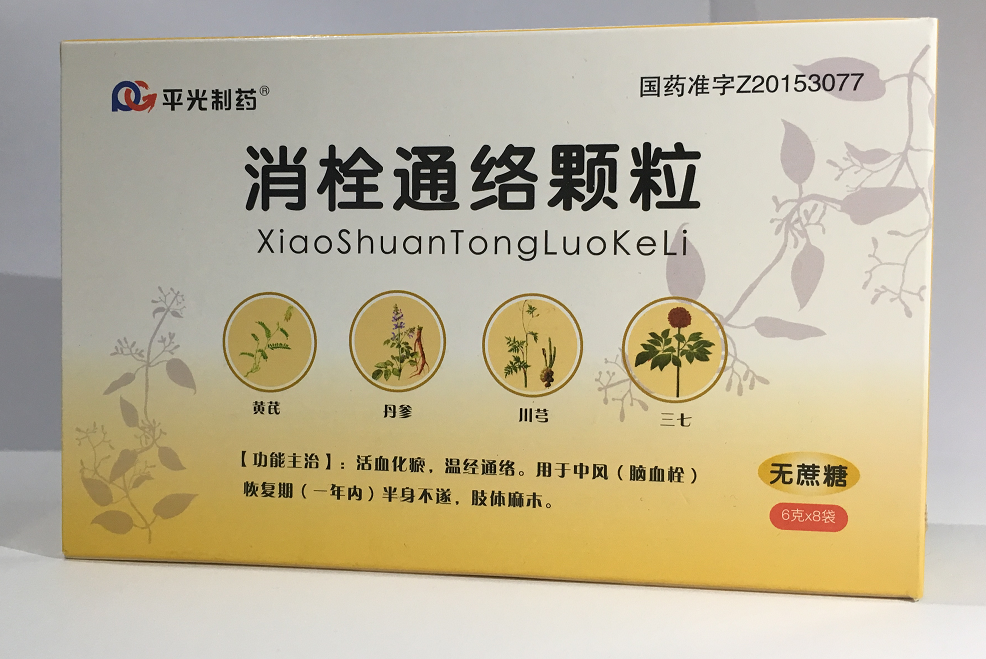 PG 平光制药®
国药准字Z20153077
消栓通络颗粒
XiaoShuanTongLuoKeLi
黄芪
丹参
川芎
三七
【功能主治】：活血化瘀，温经通络。用于中风（脑血栓）
恢复期（一年内）半身不遂，肢体麻木。
无蔗糖
6克x8袋